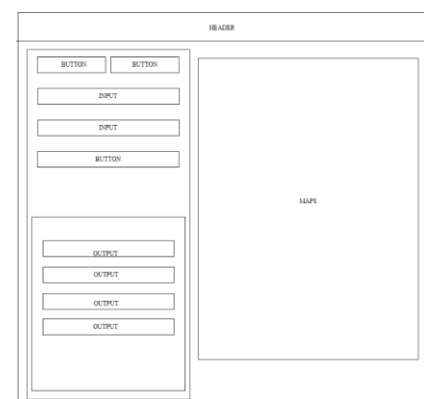 HEADER
BUTTON BUTTON
INPUT
INPUT
BUTTON
MAPS
OUTPUT
OUTPUT
OUTPUT
OUTPUT